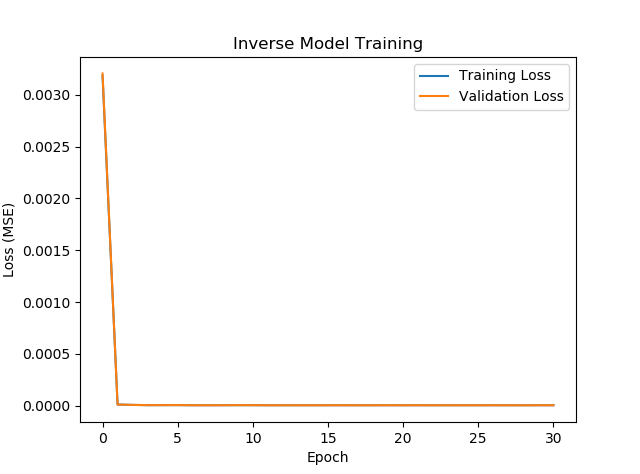 Inverse Model Training
Training Loss
Validation Loss
0.0030
0.0025
0.0020
0.0015
0.0010
0.0005
0.0000
Loss (MSE)
0 5 10 15 20 25 30
Epoch